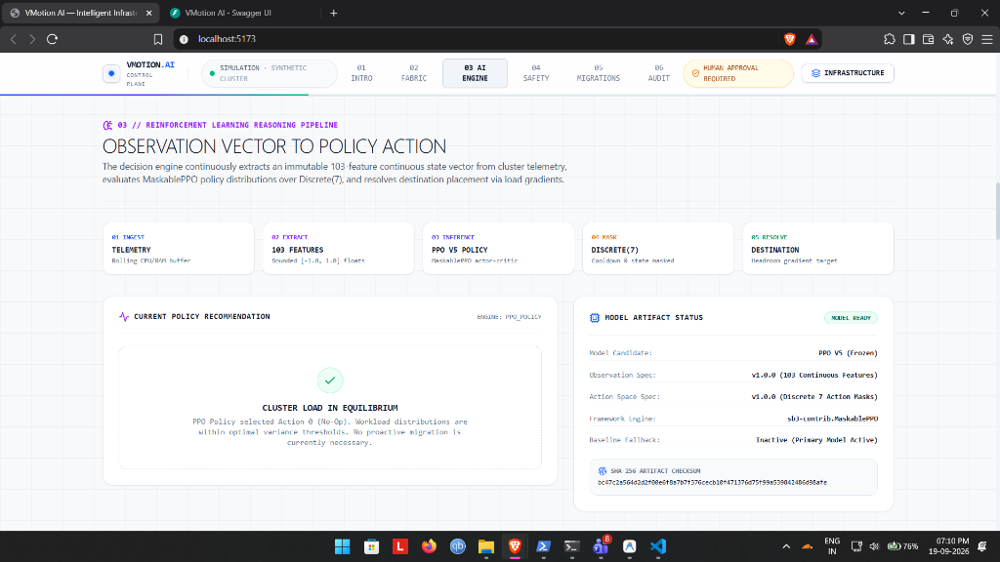 VMotion AI — Intelligent Infrast
VMotion AI - Swagger UI
localhost:5173
VMOTION.AI
CONTROL
PLANE
SIMULATION · SYNTHETIC
CLUSTER
01
INTRO
02
FABRIC
03 AI
ENGINE
04
SAFETY
05
MIGRATIONS
06
AUDIT
HUMAN APPROVAL
REQUIRED
INFRASTRUCTURE
03 // REINFORCEMENT LEARNING REASONING PIPELINE
OBSERVATION VECTOR TO POLICY ACTION
The decision engine continuously extracts an immutable 103-feature continuous state vector from cluster telemetry,
evaluates MaskablePPO policy distributions over Discrete(7), and resolves destination placement via load gradients.
01 INGEST
TELEMETRY
Rolling CPU/RAM buffer
02 EXTRACT
103 FEATURES
Bounded [-1.0, 1.0] floats
03 INFERENCE
PPO V5 POLICY
MaskablePPO actor-critic
04 MASK
DISCRETE(7)
Cooldown & state masked
05 RESOLVE
DESTINATION
Headroom gradient target
CURRENT POLICY RECOMMENDATION
ENGINE: PPO_POLICY
CLUSTER LOAD IN EQUILIBRIUM
PPO Policy selected Action 0 (No-Op). Workload distributions are
within optimal variance thresholds. No proactive migration is
currently necessary.
MODEL ARTIFACT STATUS
MODEL READY
Model Candidate: PPO V5 (Frozen)
Observation Spec: v1.0.0 (103 Continuous Features)
Action Space Spec: v1.0.0 (Discrete 7 Action Masks)
Framework Engine: sb3-contrib.MaskablePPO
Baseline Fallback: Inactive (Primary Model Active)
SHA-256 ARTIFACT CHECKSUM
bc47c2a564d2d2f00e6f8a7b7f376cecb10f471376d75f99a539842486d98afe
L
qb
8
ENG
IN
76%
07:10 PM
19-09-2026